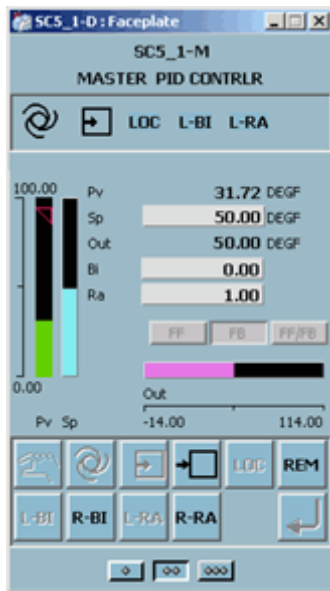 SC5_1-D : Faceplate
SC5_1-M
MASTER PID CONTRLR
LOC L-BI L-RA
100.00 Pv 31.72 DEGF
Sp 50.00 DEGF
Out 50.00 DEGF
Bi 0.00
Ra 1.00
FF FB FF/FB
0.00
Out
Pv Sp -14.00 114.00
LOC REM
L-BI R-BI L-RA R-RA